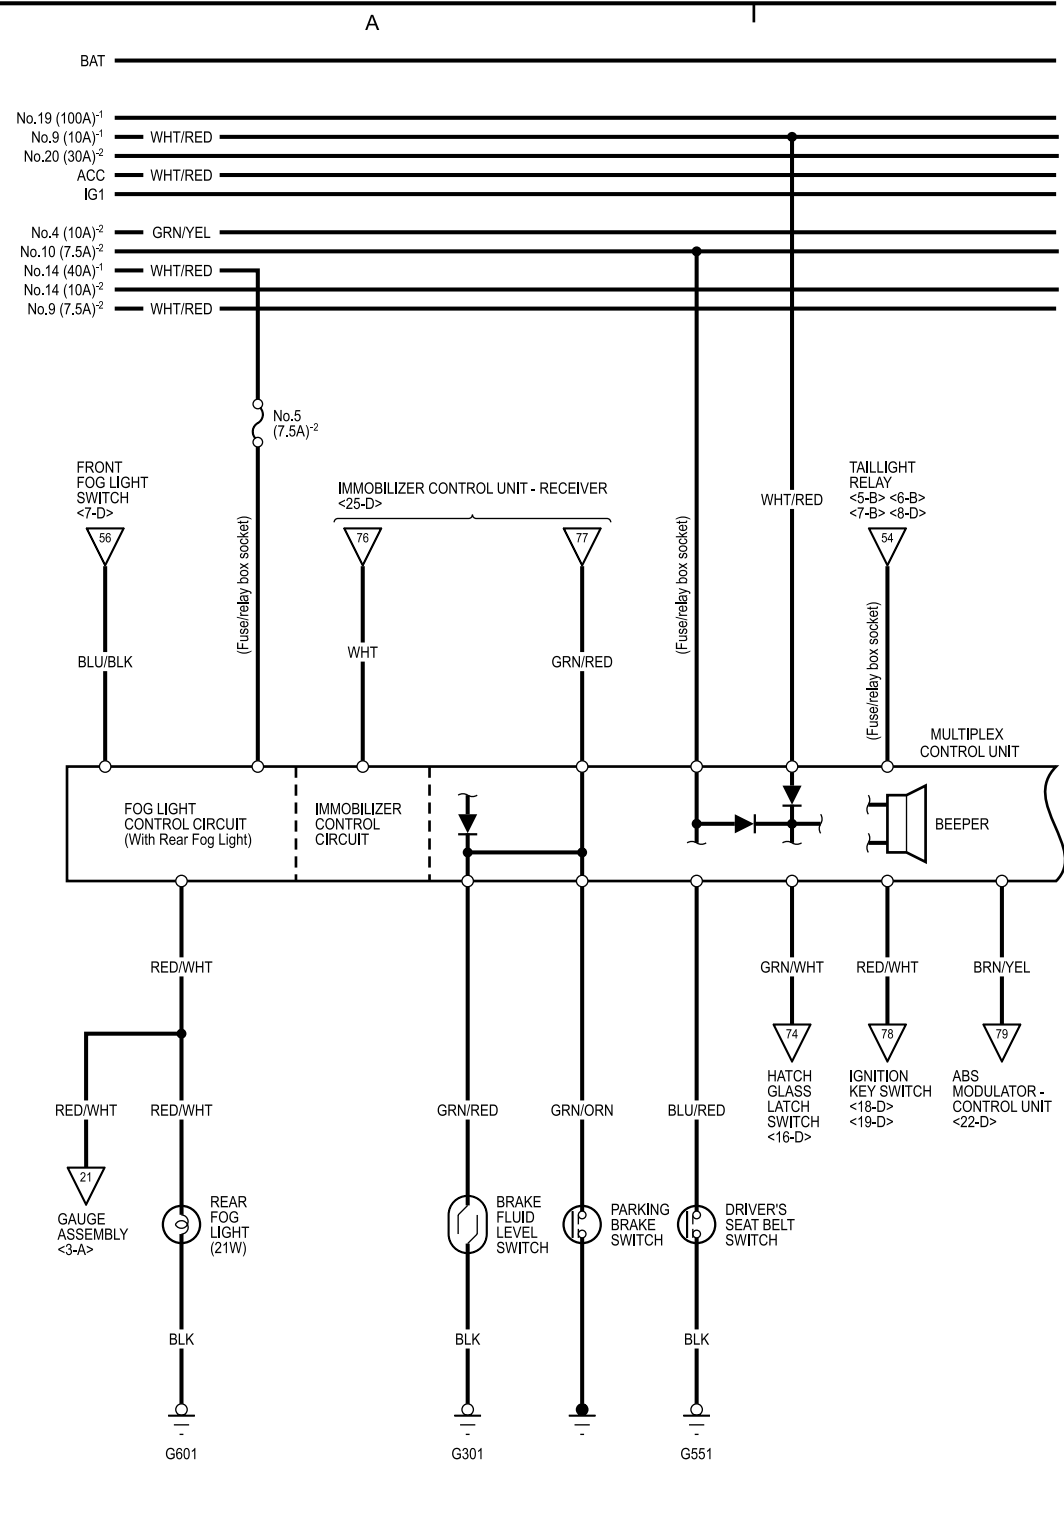 A
BAT
No.19 (100A)-1
No.9 (10A)-1 WHT/RED
No.20 (30A)-2
ACC WHT/RED
IG1
No.4 (10A)-2 GRN/YEL
No.10 (7.5A)-2
No.14 (40A)-1 WHT/RED
No.14 (10A)-2
No.9 (7.5A)-2 WHT/RED
No.5
(7.5A)-2
FRONT
FOG LIGHT
SWITCH
<7-D>
56
BLU/BLK
(Fuse/relay box socket)
IMMOBILIZER CONTROL UNIT - RECEIVER
<25-D>
76
77
WHT
GRN/RED
(Fuse/relay box socket)
WHT/RED
TAILLIGHT
RELAY
<5-B> <6-B>
<7-B> <8-D>
54
(Fuse/relay box socket)
MULTIPLEX
CONTROL UNIT
FOG LIGHT
CONTROL CIRCUIT
(With Rear Fog Light)
IMMOBILIZER
CONTROL
CIRCUIT
BEEPER
RED/WHT
GRN/WHT
RED/WHT
BRN/YEL
74
78
79
HATCH
GLASS
LATCH
SWITCH
<16-D>
IGNITION
KEY SWITCH
<18-D>
<19-D>
ABS
MODULATOR -
CONTROL UNIT
<22-D>
RED/WHT
RED/WHT
GRN/RED
GRN/ORN
BLU/RED
21
GAUGE
ASSEMBLY
<3-A>
REAR
FOG
LIGHT
(21W)
BRAKE
FLUID
LEVEL
SWITCH
PARKING
BRAKE
SWITCH
DRIVER'S
SEAT BELT
SWITCH
BLK
BLK
BLK
G601
G301
G551